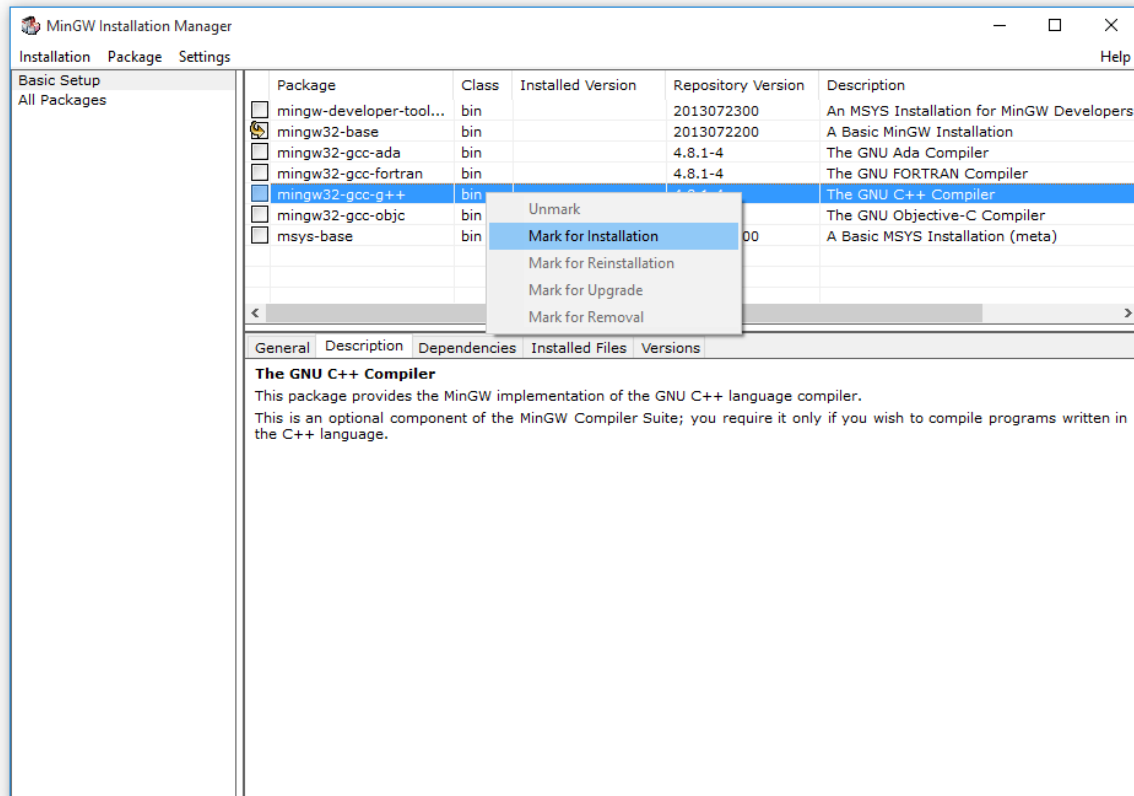 MinGW Installation Manager
Installation Package Settings Help
Basic Setup
All Packages
Package Class Installed Version Repository Version Description
mingw-developer-tool... bin 2013072300 An MSYS Installation for MinGW Developers
mingw32-base bin 2013072200 A Basic MinGW Installation
mingw32-gcc-ada bin 4.8.1-4 The GNU Ada Compiler
mingw32-gcc-fortran bin 4.8.1-4 The GNU FORTRAN Compiler
mingw32-gcc-g++ bin The GNU C++ Compiler
mingw32-gcc-objc bin The GNU Objective-C Compiler
msys-base bin 00 A Basic MSYS Installation (meta)
Unmark
Mark for Installation
Mark for Reinstallation
Mark for Upgrade
Mark for Removal
General Description Dependencies Installed Files Versions
The GNU C++ Compiler
This package provides the MinGW implementation of the GNU C++ language compiler.
This is an optional component of the MinGW Compiler Suite; you require it only if you wish to compile programs written in
the C++ language.